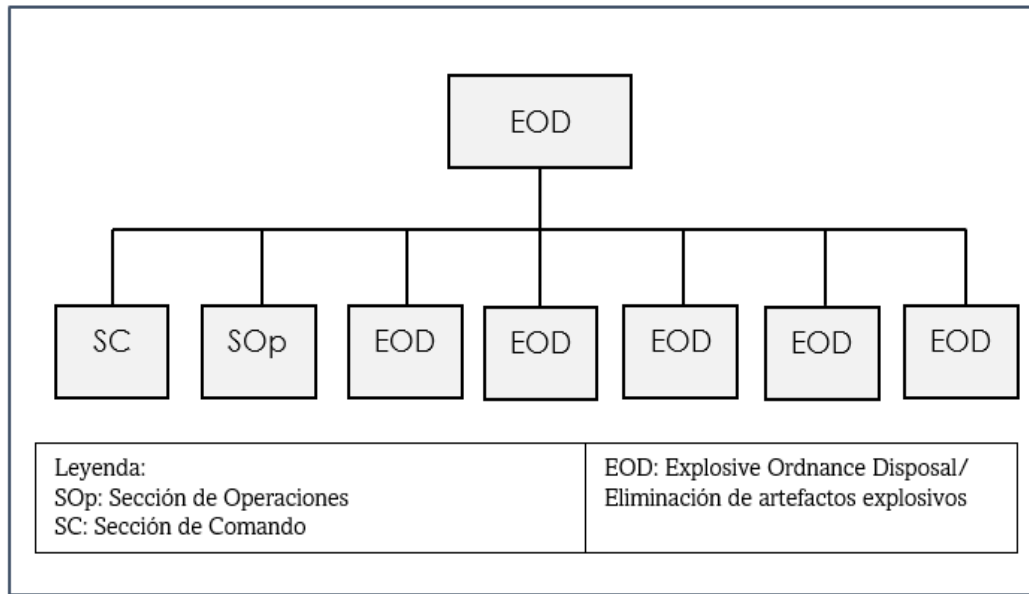 EOD
SC
SOp
EOD
EOD
EOD
EOD
EOD
Leyenda:
SOp: Sección de Operaciones
SC: Sección de Comando
EOD: Explosive Ordnance Disposal/
Eliminación de artefactos explosivos